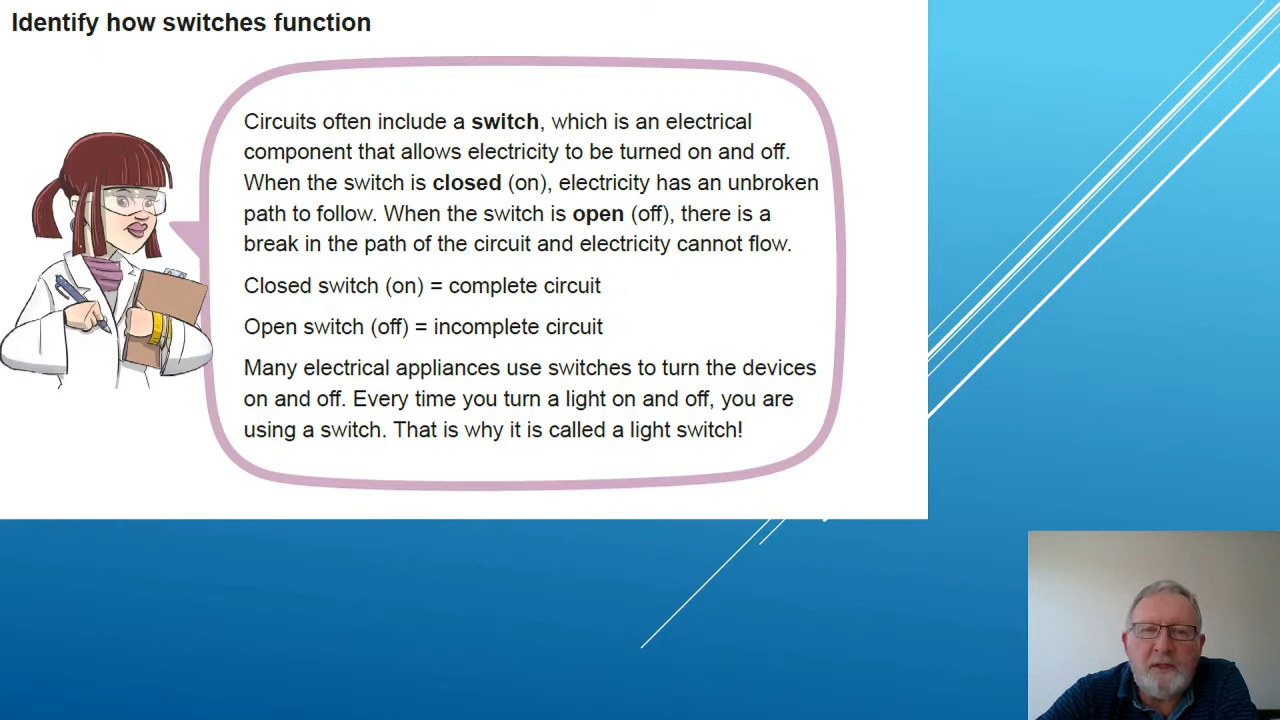 Identify how switches function
Circuits often include a switch, which is an electrical
component that allows electricity to be turned on and off.
When the switch is closed (on), electricity has an unbroken
path to follow. When the switch is open (off), there is a
break in the path of the circuit and electricity cannot flow.
Closed switch (on) = complete circuit
Open switch (off) = incomplete circuit
Many electrical appliances use switches to turn the devices
on and off. Every time you turn a light on and off, you are
using a switch. That is why it is called a light switch!